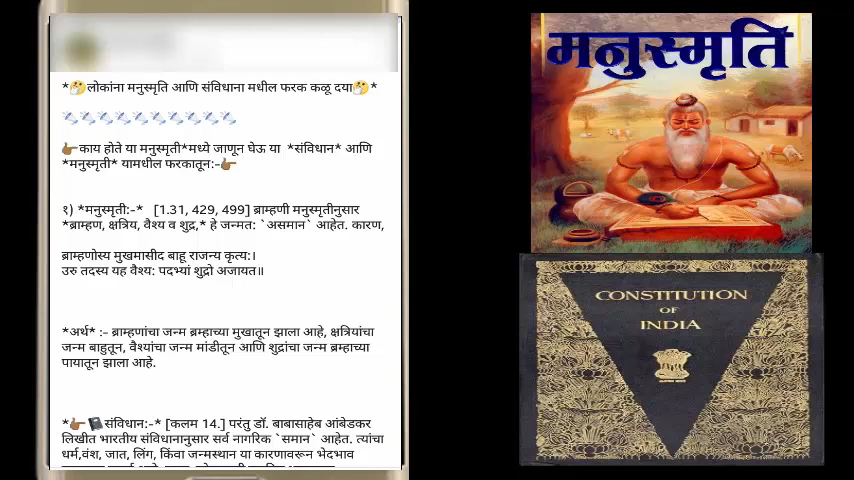 *🤔लोकांना मनुस्मृति आणि संविधाना मधील फरक कळू दया🤔*
👉🏽काय होते या मनुस्मृती*मध्ये जाणून घेऊ या *संविधान* आणि
*मनुस्मृती* यामधील फरकातून:-👉🏽
१) *मनुस्मृती:-* [1.31, 429, 499] ब्राम्हणी मनुस्मृतीनुसार
*ब्राम्हण, क्षत्रिय, वैश्य व शुद्र,* हे जन्मत: `असमान` आहेत. कारण,
ब्राम्हणोस्य मुखमासीद बाहू राजन्य कृत्य:।
उरु तदस्य यह वैश्य: पदभ्यां शुद्रो अजायत॥
*अर्थ* :- ब्राम्हणांचा जन्म ब्रम्हाच्या मुखातून झाला आहे, क्षत्रियांचा
जन्म बाहुतून, वैश्यांचा जन्म मांडीतून आणि शुद्रांचा जन्म ब्रम्हाच्या
पायातून झाला आहे.
*👉🏽📓संविधान:-* [कलम 14.] परंतु डॉ. बाबासाहेब आंबेडकर
लिखीत भारतीय संविधानानुसार सर्व नागरिक `समान` आहेत. त्यांचा
धर्म,वंश, जात, लिंग, किंवा जन्मस्थान या कारणावरून भेदभाव
मनुस्मृति
CONSTITUTION
OF
INDIA